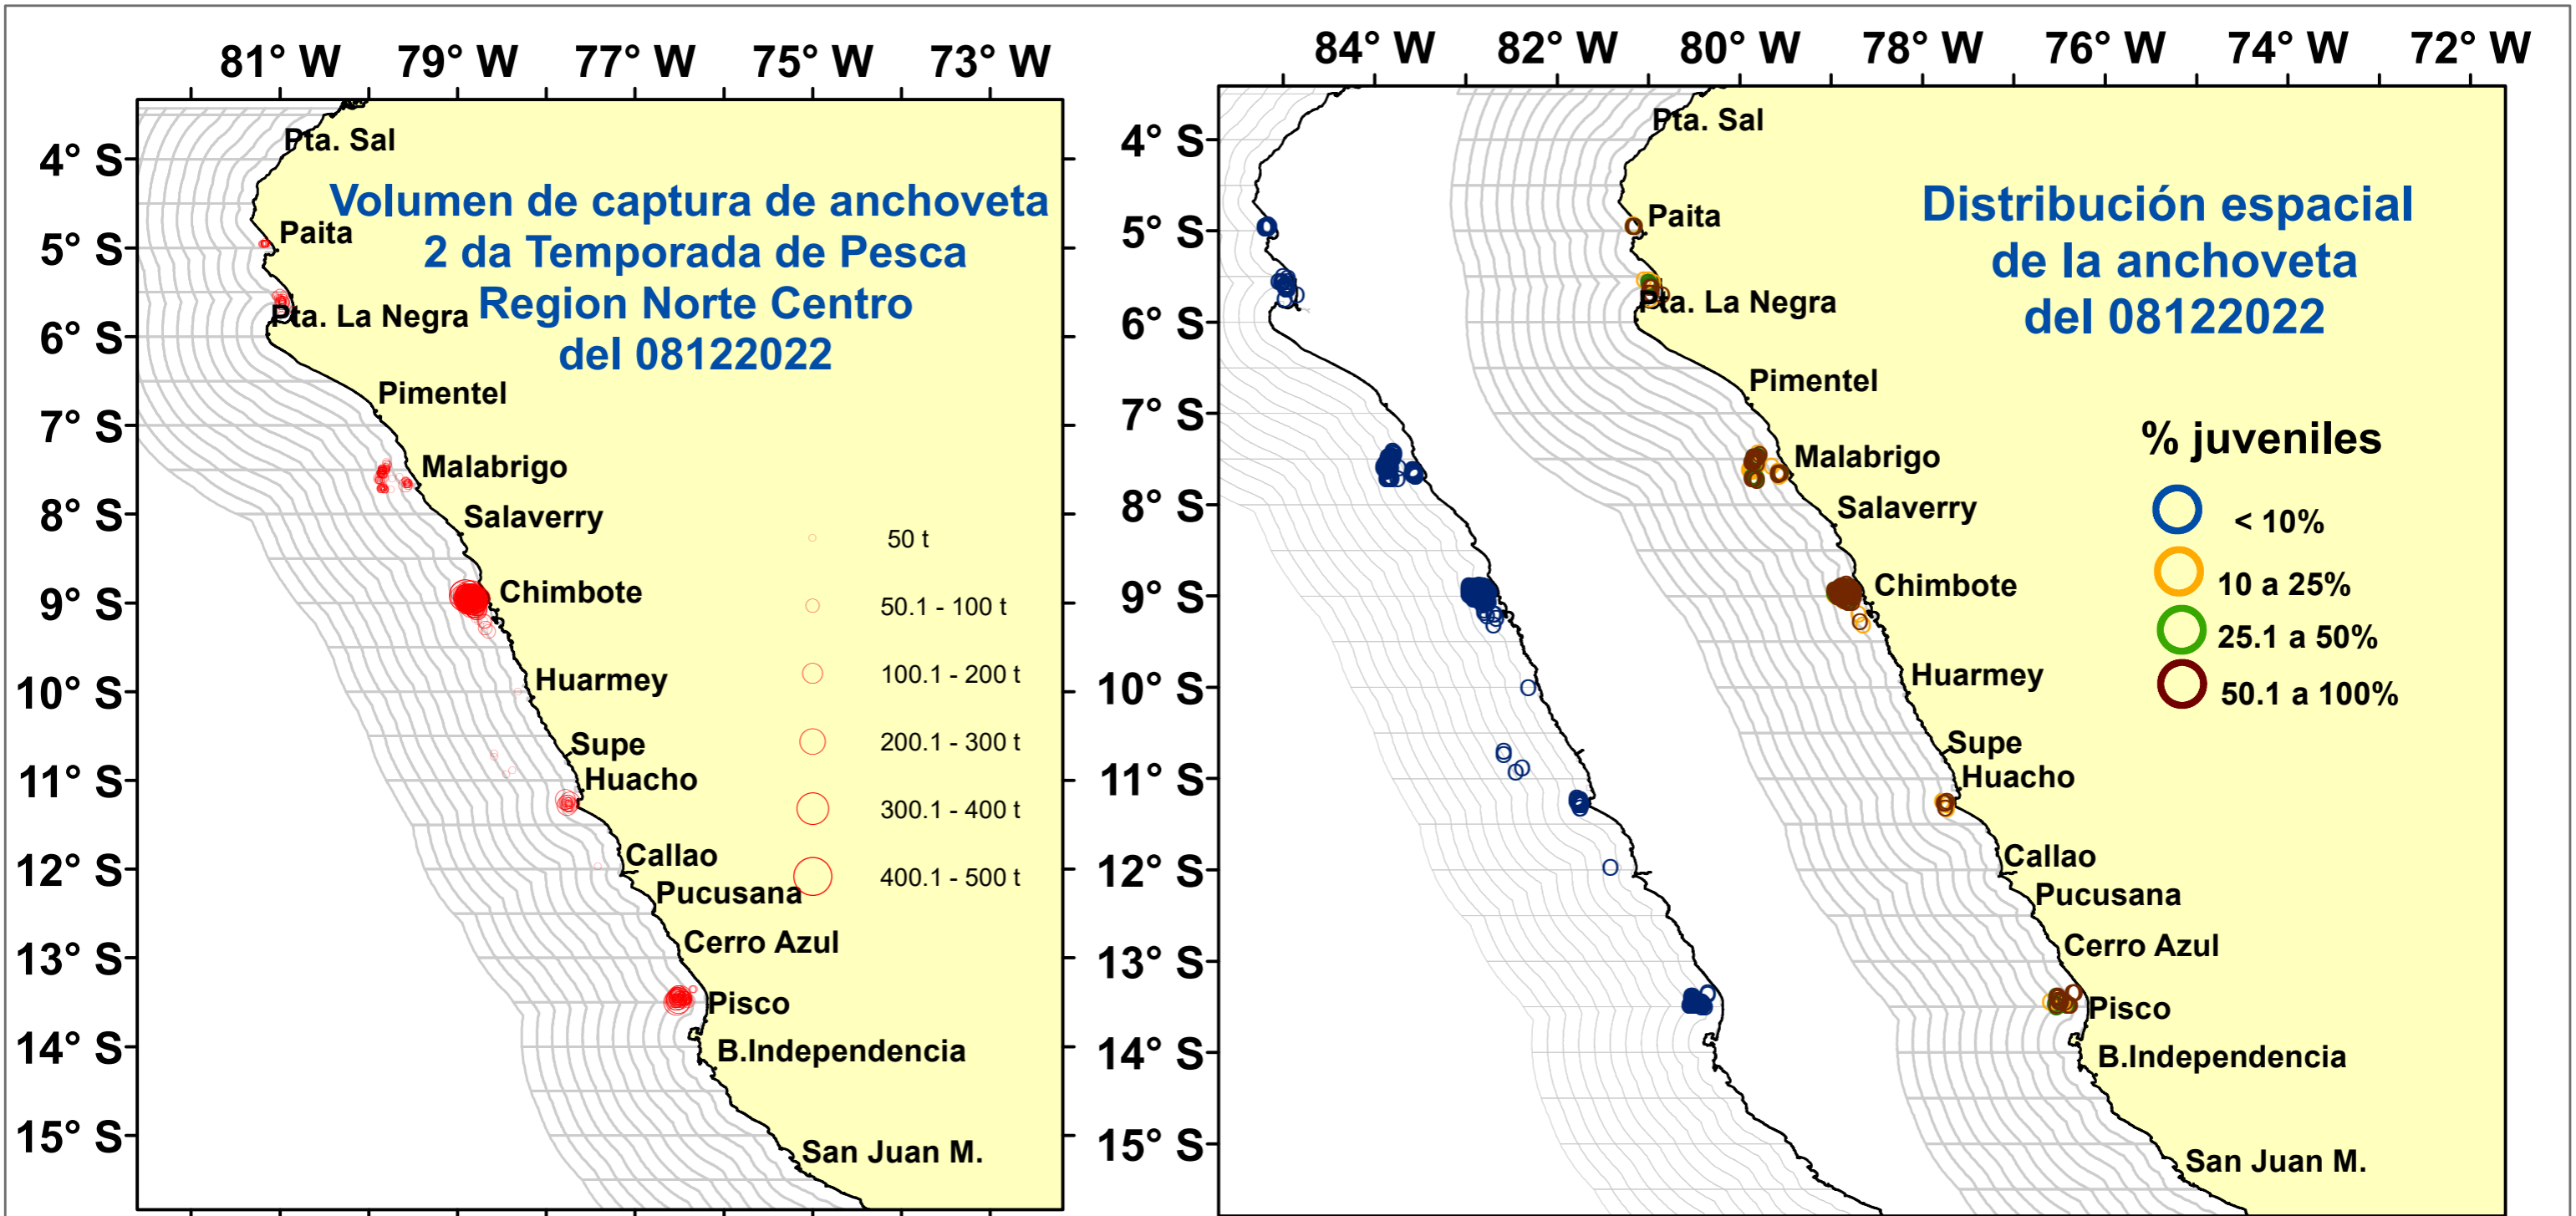 81° W 79° W 77° W 75° W 73° W
4° S
5° S
6° S
7° S
8° S
9° S
10° S
11° S
12° S
13° S
14° S
15° S
Volumen de captura de anchoveta
2 da Temporada de Pesca
Region Norte Centro
del 08122022
Pta. Sal
Paita
Pta. La Negra
Pimentel
Malabrigo
Salaverry
Chimbote
Huarmey
Supe
Huacho
Callao
Pucusana
Cerro Azul
Pisco
B.Independencia
San Juan M.
50 t
50.1 - 100 t
100.1 - 200 t
200.1 - 300 t
300.1 - 400 t
400.1 - 500 t
84° W 82° W 80° W 78° W 76° W 74° W 72° W
4° S
5° S
6° S
7° S
8° S
9° S
10° S
11° S
12° S
13° S
14° S
15° S
Distribución espacial
de la anchoveta
del 08122022
Pta. Sal
Paita
Pta. La Negra
Pimentel
Malabrigo
Salaverry
Chimbote
Huarmey
Supe
Huacho
Callao
Pucusana
Cerro Azul
Pisco
B.Independencia
San Juan M.
% juveniles
< 10%
10 a 25%
25.1 a 50%
50.1 a 100%